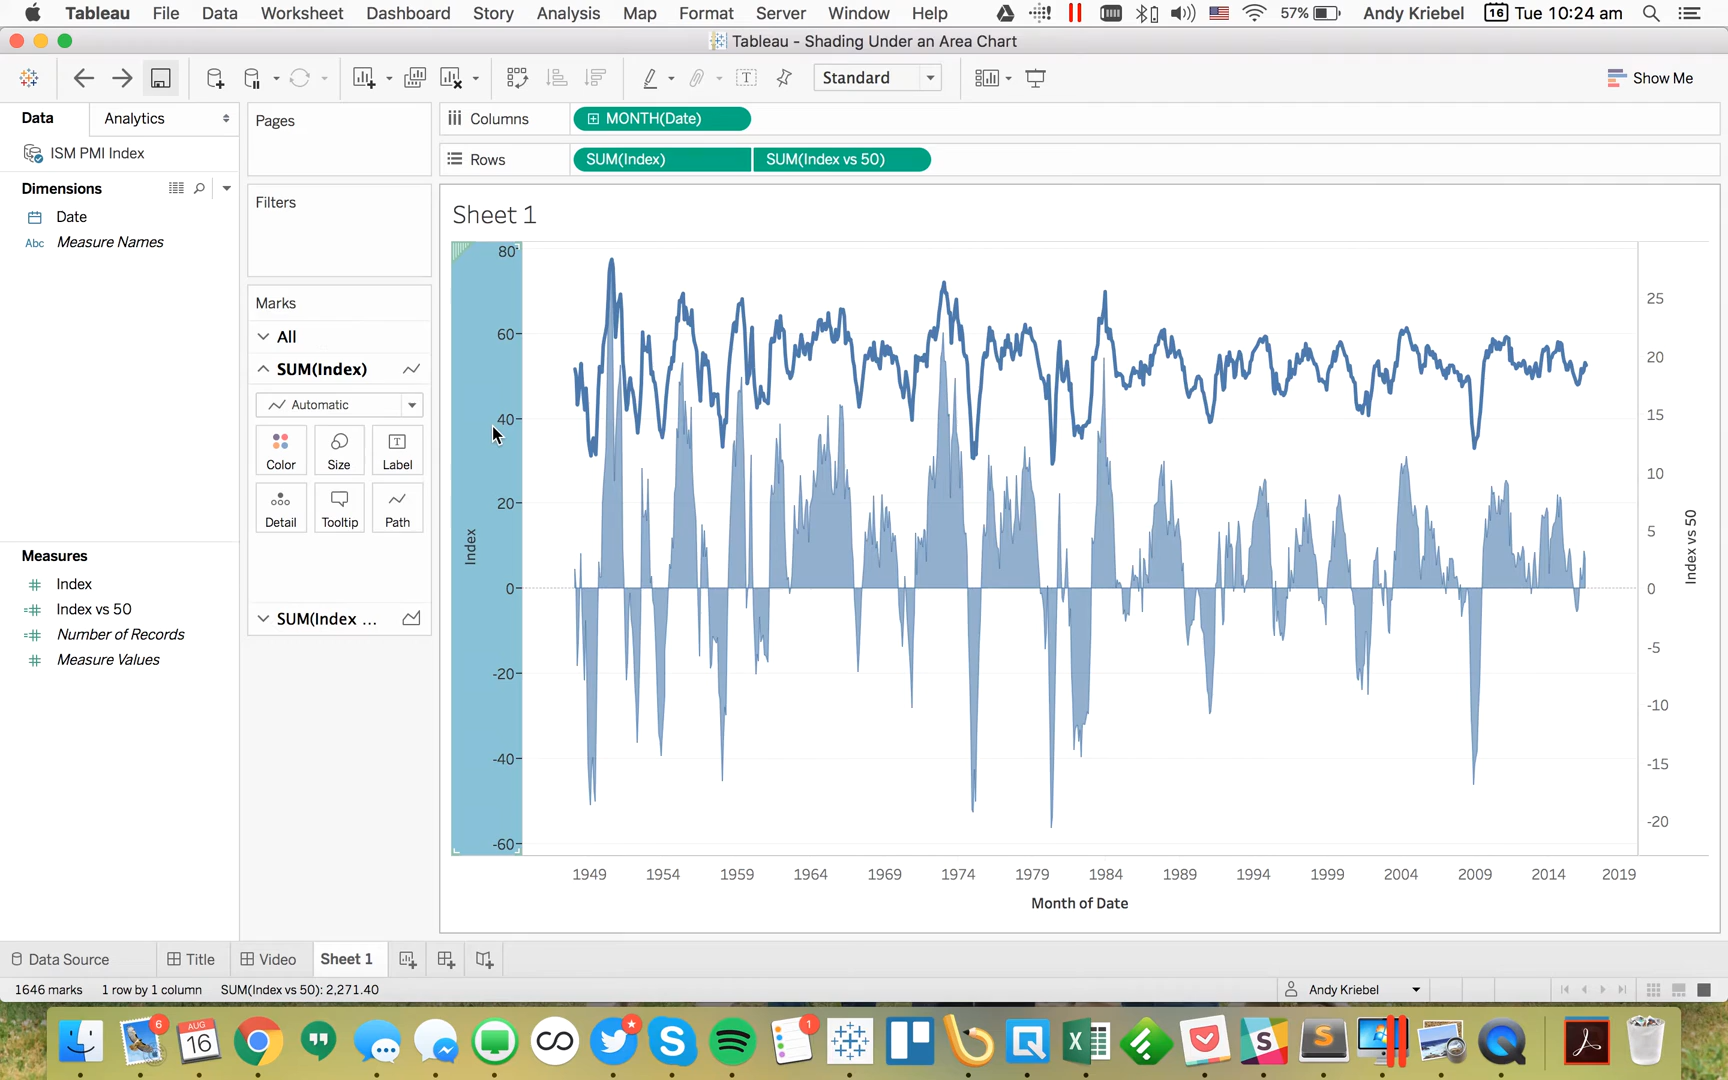 Tableau File Data Worksheet Dashboard Story Analysis Map Format Server Window Help 57% Andy Kriebel 16 Tue 10:24 am
Tableau - Shading Under an Area Chart
Standard Show Me
Data Analytics
ISM PMI Index
Dimensions
Date
Abc Measure Names
Measures
Index
Index vs 50
Number of Records
Measure Values
Pages
Filters
Marks
All
SUM(Index)
Automatic
Color Size Label
Detail Tooltip Path
SUM(Index ...
Columns MONTH(Date)
Rows SUM(Index) SUM(Index vs 50)
Sheet 1
80
60
40
20
0
-20
-40
-60
Index
25
20
15
10
5
0
-5
-10
-15
-20
Index vs 50
1949 1954 1959 1964 1969 1974 1979 1984 1989 1994 1999 2004 2009 2014 2019
Month of Date
Data Source Title Video Sheet 1
1646 marks 1 row by 1 column SUM(Index vs 50): 2,271.40 Andy Kriebel
6 AUG 16 1